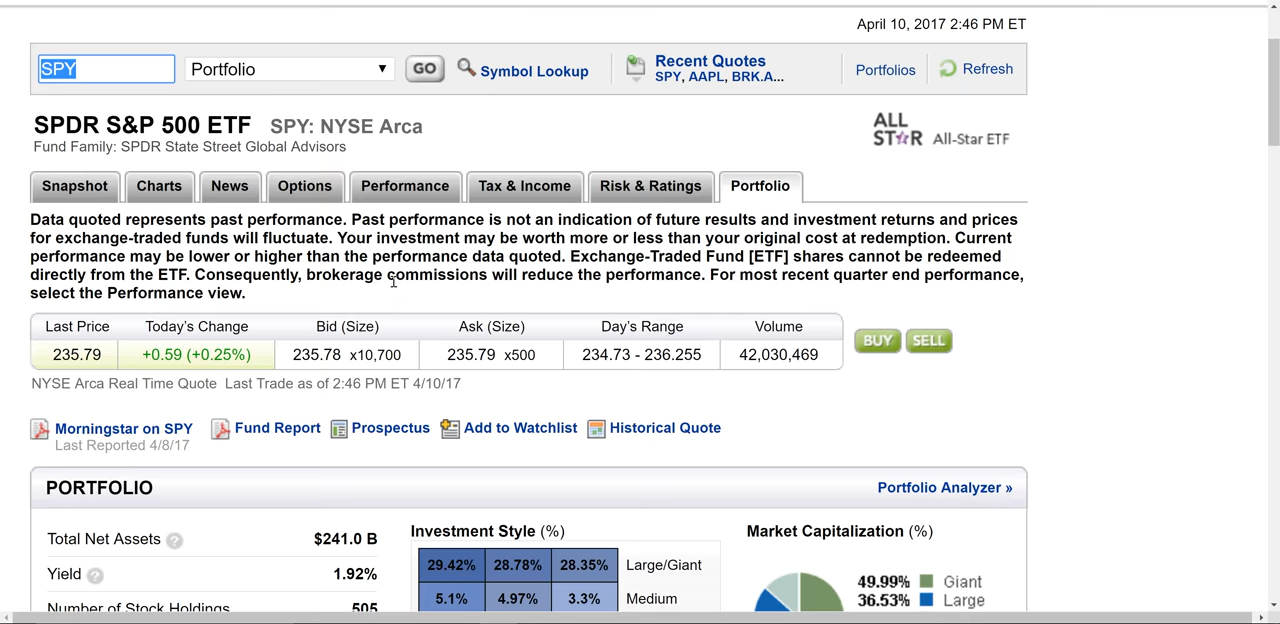 April 10, 2017 2:46 PM ET
SPY Portfolio GO Symbol Lookup Recent Quotes Portfolios Refresh
SPY, AAPL, BRK.A...
SPDR S&P 500 ETF SPY: NYSE Arca
Fund Family: SPDR State Street Global Advisors
ALL
STAR All-Star ETF
Snapshot Charts News Options Performance Tax & Income Risk & Ratings Portfolio
Data quoted represents past performance. Past performance is not an indication of future results and investment returns and prices
for exchange-traded funds will fluctuate. Your investment may be worth more or less than your original cost at redemption. Current
performance may be lower or higher than the performance data quoted. Exchange-Traded Fund [ETF] shares cannot be redeemed
directly from the ETF. Consequently, brokerage commissions will reduce the performance. For most recent quarter end performance,
select the Performance view.
Last Price Today's Change Bid (Size) Ask (Size) Day's Range Volume
235.79 +0.59 (+0.25%) 235.78 x10,700 235.79 x500 234.73 - 236.255 42,030,469
BUY SELL
NYSE Arca Real Time Quote Last Trade as of 2:46 PM ET 4/10/17
Morningstar on SPY Fund Report Prospectus Add to Watchlist Historical Quote
Last Reported 4/8/17
PORTFOLIO Portfolio Analyzer »
Total Net Assets ? $241.0 B
Yield ? 1.92%
Number of Stock Holdings 505
Investment Style (%)
29.42% 28.78% 28.35% Large/Giant
5.1% 4.97% 3.3% Medium
Market Capitalization (%)
49.99% Giant
36.53% Large